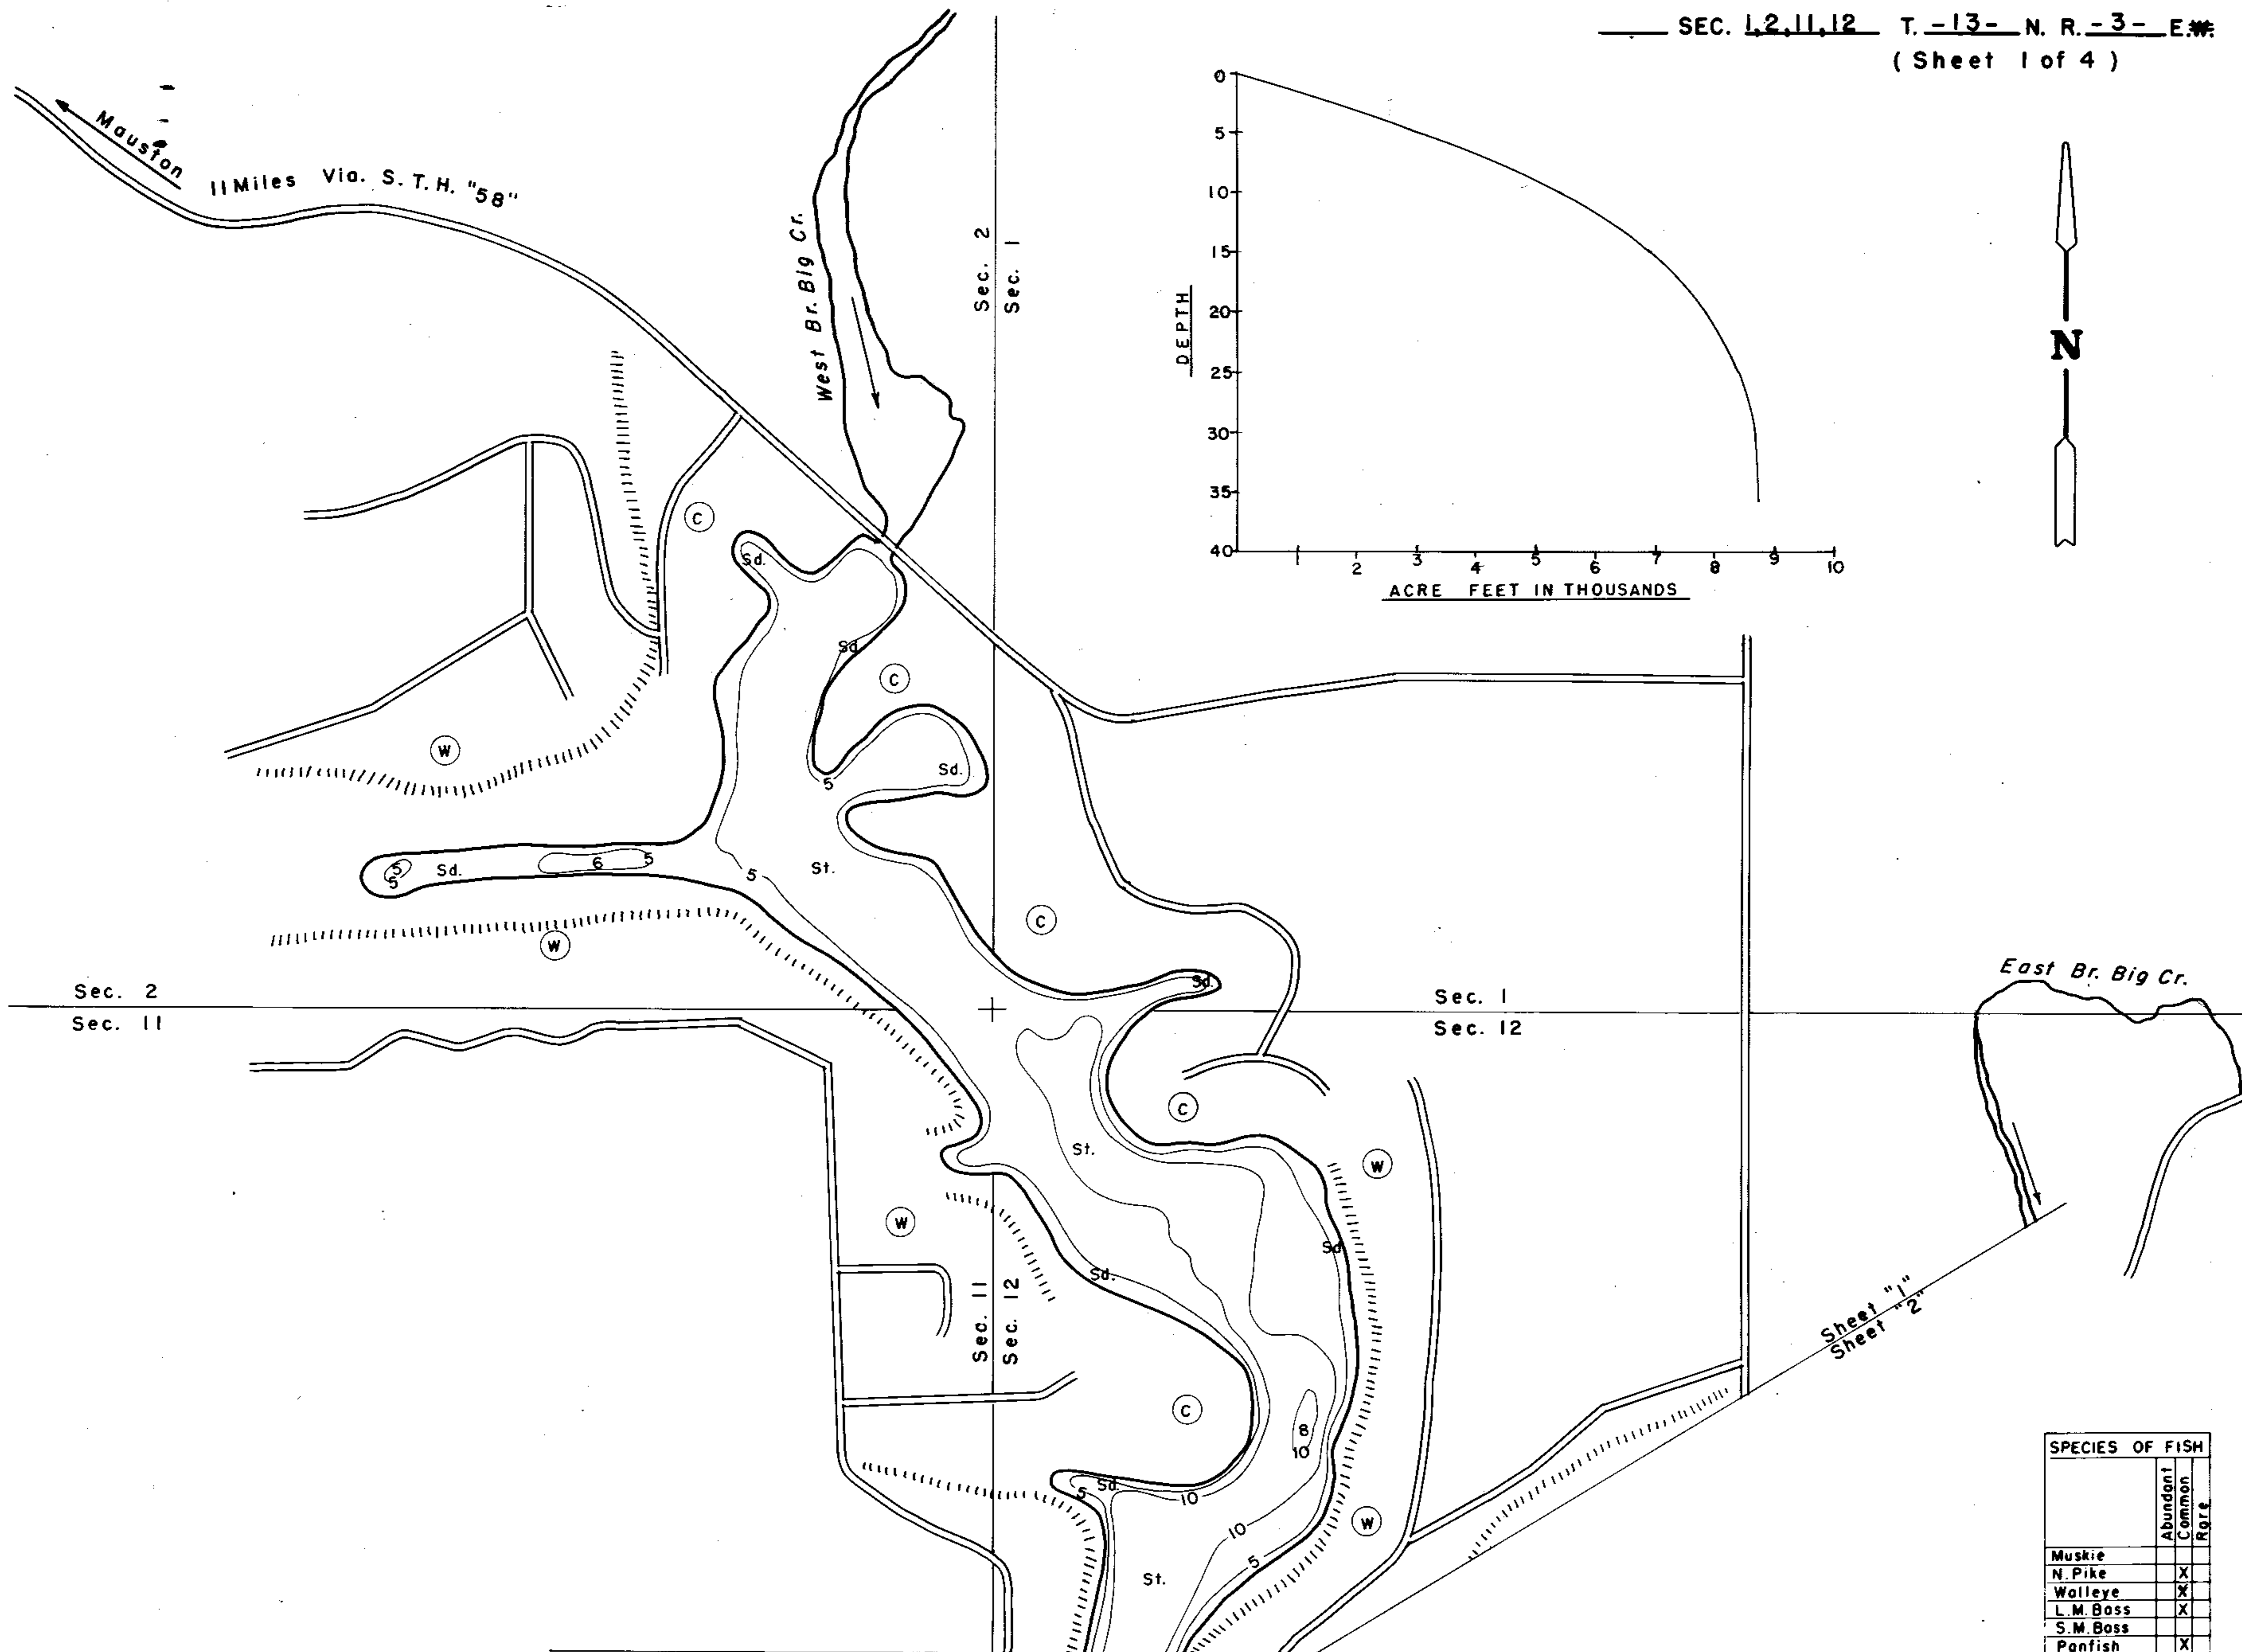 SEC. 1,2,11,12 T. -13- N. R. -3- E.W.
( Sheet 1 of 4 )
Mauston
11 Miles Via. S. T. H. "58"
West Br. Big Cr.
Sec. 2
Sec. 1
DEPTH
0
5
10
15
20
25
30
35
40
1 2 3 4 5 6 7 8 9 10
ACRE FEET IN THOUSANDS
N
C
Sd.
Sd.
C
W
Sd.
5
5
5
Sd.
6
5
5
St.
C
W
Sd.
Sec. 2
Sec. 11
Sec. 1
Sec. 12
East Br. Big Cr.
C
St.
W
W
Sd.
Sd.
Sec. 11
Sec. 12
Sheet "1"
Sheet "2"
C
8
10
5
Sd.
10
10
W
5
St.
SPECIES OF FISH
Abundant
Common
Rare
Muskie
N. Pike X
Walleye X
L.M. Bass X
S.M. Bass
Panfish X